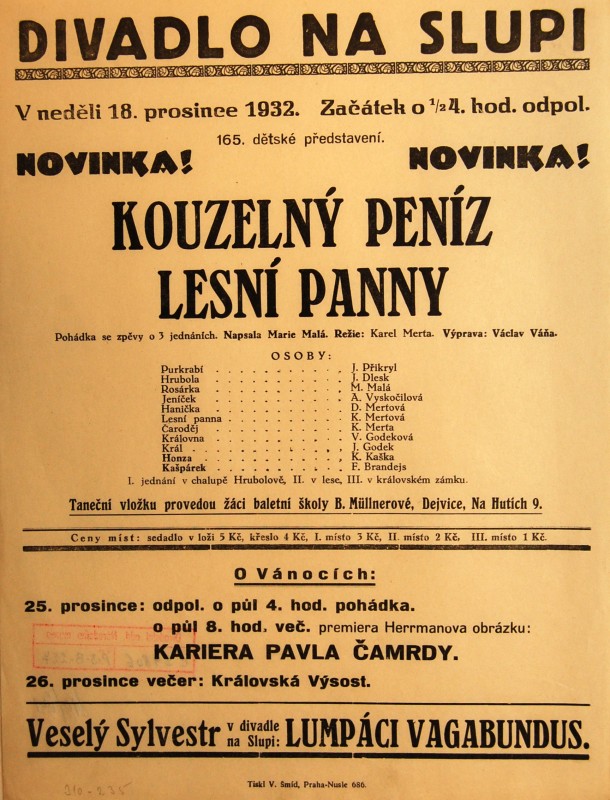 DIVADLO NA SLUPI
V neděli 18. prosince 1932. Začátek o ½4. hod. odpol.
165. dětské představení.
NOVINKA! NOVINKA!
KOUZELNÝ PENÍZ
LESNÍ PANNY
Pohádka se zpěvy o 3 jednáních. Napsala Marie Malá. Režie: Karel Merta. Výprava: Václav Váňa.
OSOBY:
Purkrabí . . . . . . . . . . J. Přikryl
Hrubola . . . . . . . . . . J. Dlesk
Rosárka . . . . . . . . . . M. Malá
Jeníček . . . . . . . . . . A. Vyskočilová
Hanička . . . . . . . . . . D. Mertová
Lesní panna . . . . . . . . . . K. Mertová
Čaroděj . . . . . . . . . . K. Merta
Královna . . . . . . . . . . V. Godeková
Král . . . . . . . . . . J. Godek
Honza . . . . . . . . . . K. Kaška
Kašpárek . . . . . . . . . . F. Brandejs
I. jednání v chalupě Hrubolově, II. v lese, III. v královském zámku.
Taneční vložku provedou žáci baletní školy B. Müllnerové, Dejvice, Na Hutích 9.
Ceny míst: sedadlo v loži 5 Kč, křeslo 4 Kč, I. místo 3 Kč, II. místo 2 Kč, III. místo 1 Kč.
O Vánocích:
25. prosince: odpol. o půl 4. hod. pohádka.
o půl 8. hod. več. premiera Herrmanova obrázku:
KARIERA PAVLA ČAMRDY.
26. prosince večer: Královská Výsost.
Veselý Sylvestr v divadle na Slupi: LUMPÁCI VAGABUNDUS.
Tiskl V. Šmíd, Praha-Nusle 686.
310-235